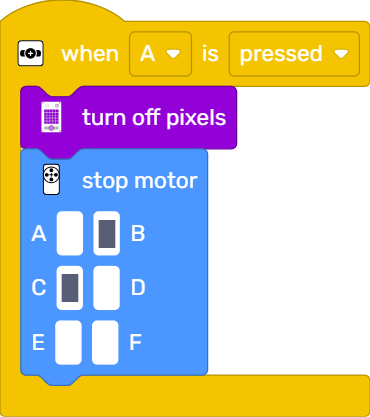 when A is pressed
turn off pixels
stop motor
A B
C D
E F